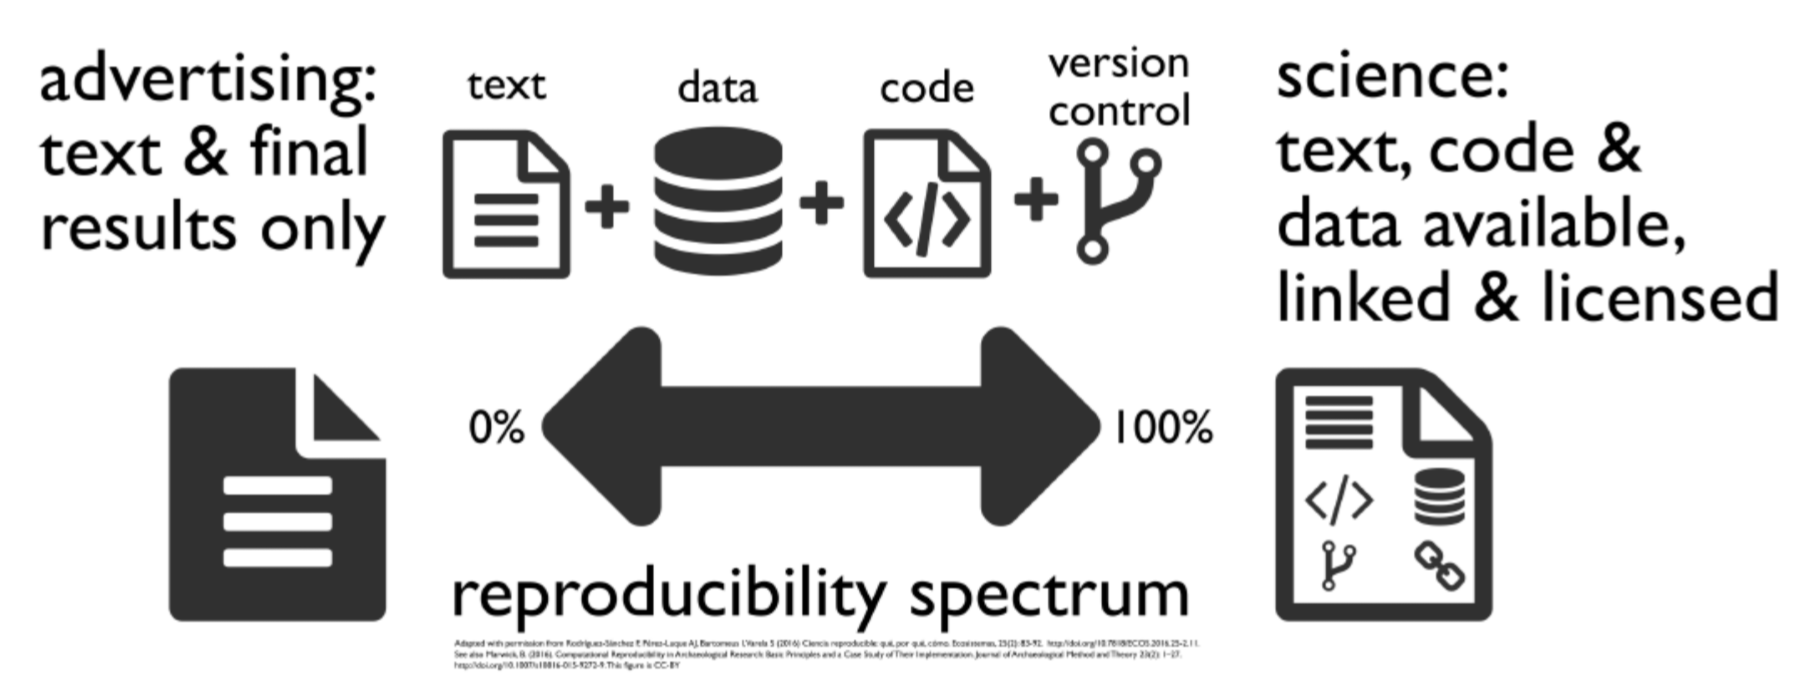 advertising:
text & final
results only
text
data
code
version
control
science:
text, code &
data available,
linked & licensed
0%
100%
reproducibility spectrum
Adapted with permission from Rodríguez-Sánchez F, Pérez-Luque AJ, Bartomeus I, Varela S (2016) Ciencia reproducible: qué, por qué, cómo. Ecosistemas, 25(2): 83-92. http://doi.org/10.7818/ECOS.2016.25-2.11.
See also Marwick, B. (2016). Computational Reproducibility in Archaeological Research: Basic Principles and a Case Study of Their Implementation. Journal of Archaeological Method and Theory 23(2): 1-27.
http://doi.org/10.1007/s10816-015-9272-9. This figure is CC-BY